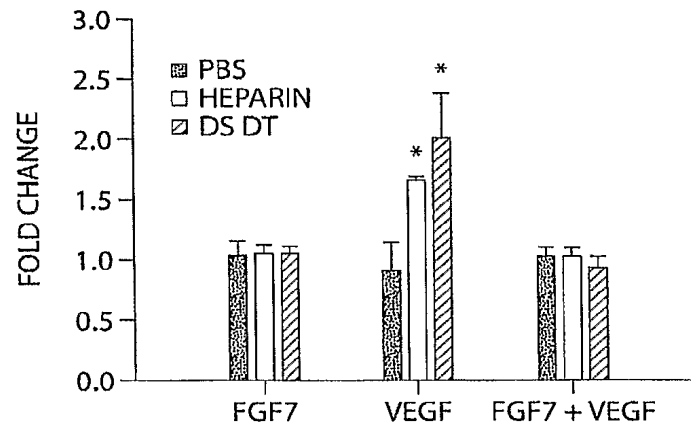 3.0
2.5
2.0
1.5
1.0
0.5
0.0
FOLD CHANGE
PBS
HEPARIN
DS DT
*
*
FGF7 VEGF FGF7 + VEGF